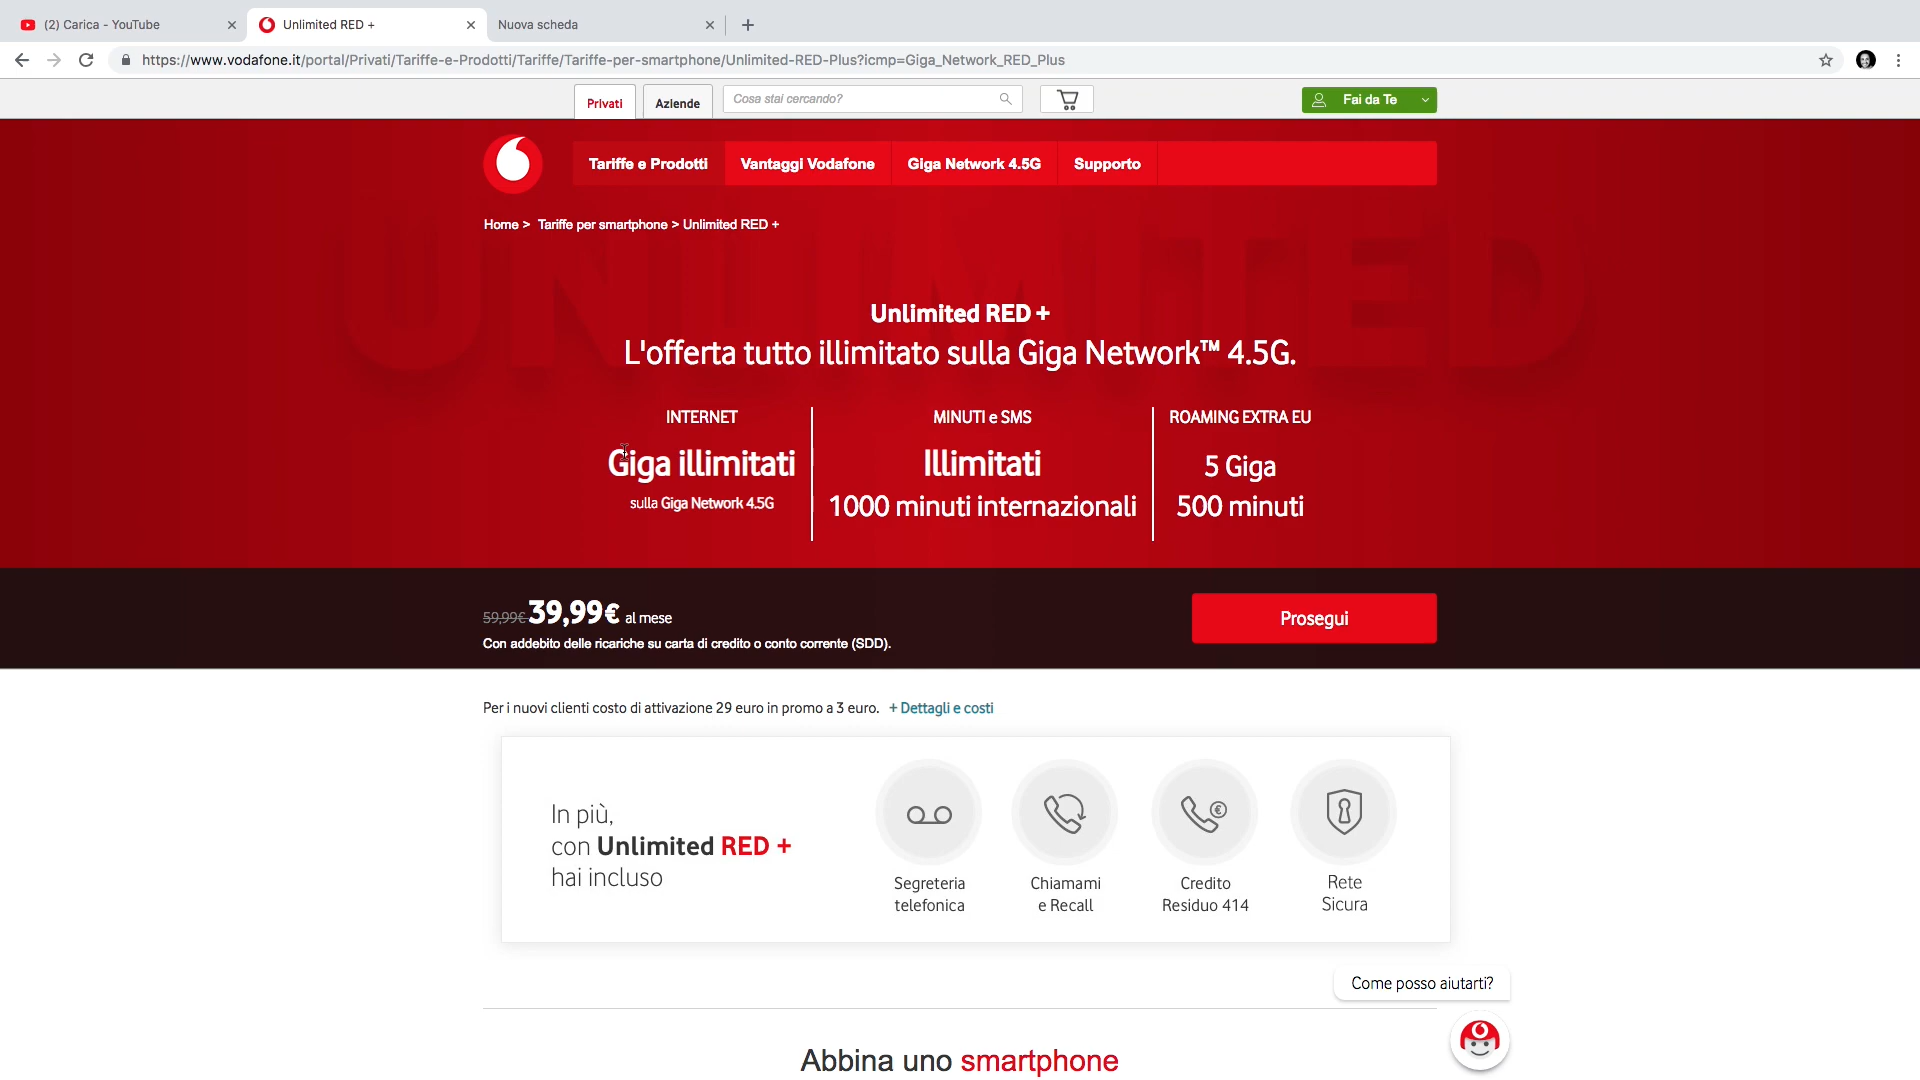 (2) Carica - YouTube
Unlimited RED +
Nuova scheda
https://www.vodafone.it/portal/Privati/Tariffe-e-Prodotti/Tariffe/Tariffe-per-smartphone/Unlimited-RED-Plus?icmp=Giga_Network_RED_Plus
Privati
Aziende
Cosa stai cercando?
Fai da Te
Tariffe e Prodotti
Vantaggi Vodafone
Giga Network 4.5G
Supporto
Home > Tariffe per smartphone > Unlimited RED +
UNLIMITED
Unlimited RED +
L'offerta tutto illimitato sulla Giga Network™ 4.5G.
INTERNET
Giga illimitati
sulla Giga Network 4.5G
MINUTI e SMS
Illimitati
1000 minuti internazionali
ROAMING EXTRA EU
5 Giga
500 minuti
59,99€ 39,99€ al mese
Con addebito delle ricariche su carta di credito o conto corrente (SDD).
Prosegui
Per i nuovi clienti costo di attivazione 29 euro in promo a 3 euro. + Dettagli e costi
In più,
con Unlimited RED +
hai incluso
Segreteria
telefonica
Chiamami
e Recall
Credito
Residuo 414
Rete
Sicura
Come posso aiutarti?
Abbina uno smartphone